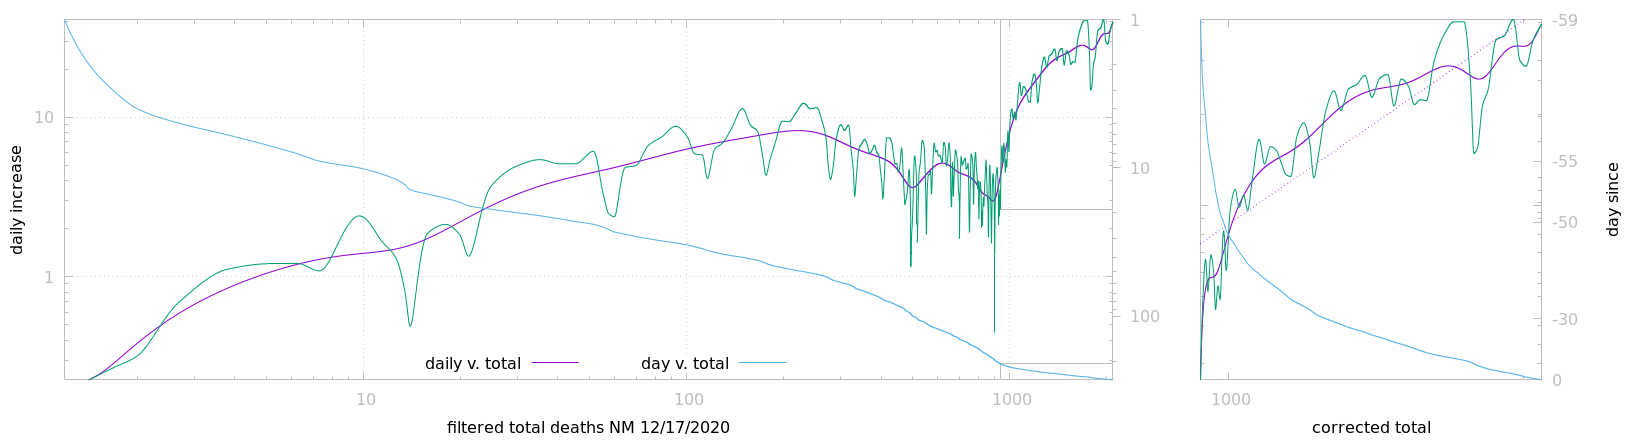 1
-59
10
10
-55
-50
daily increase
day since
1
100
-30
daily v. total
day v. total
0
10
100
1000
1000
filtered total deaths NM 12/17/2020
corrected total